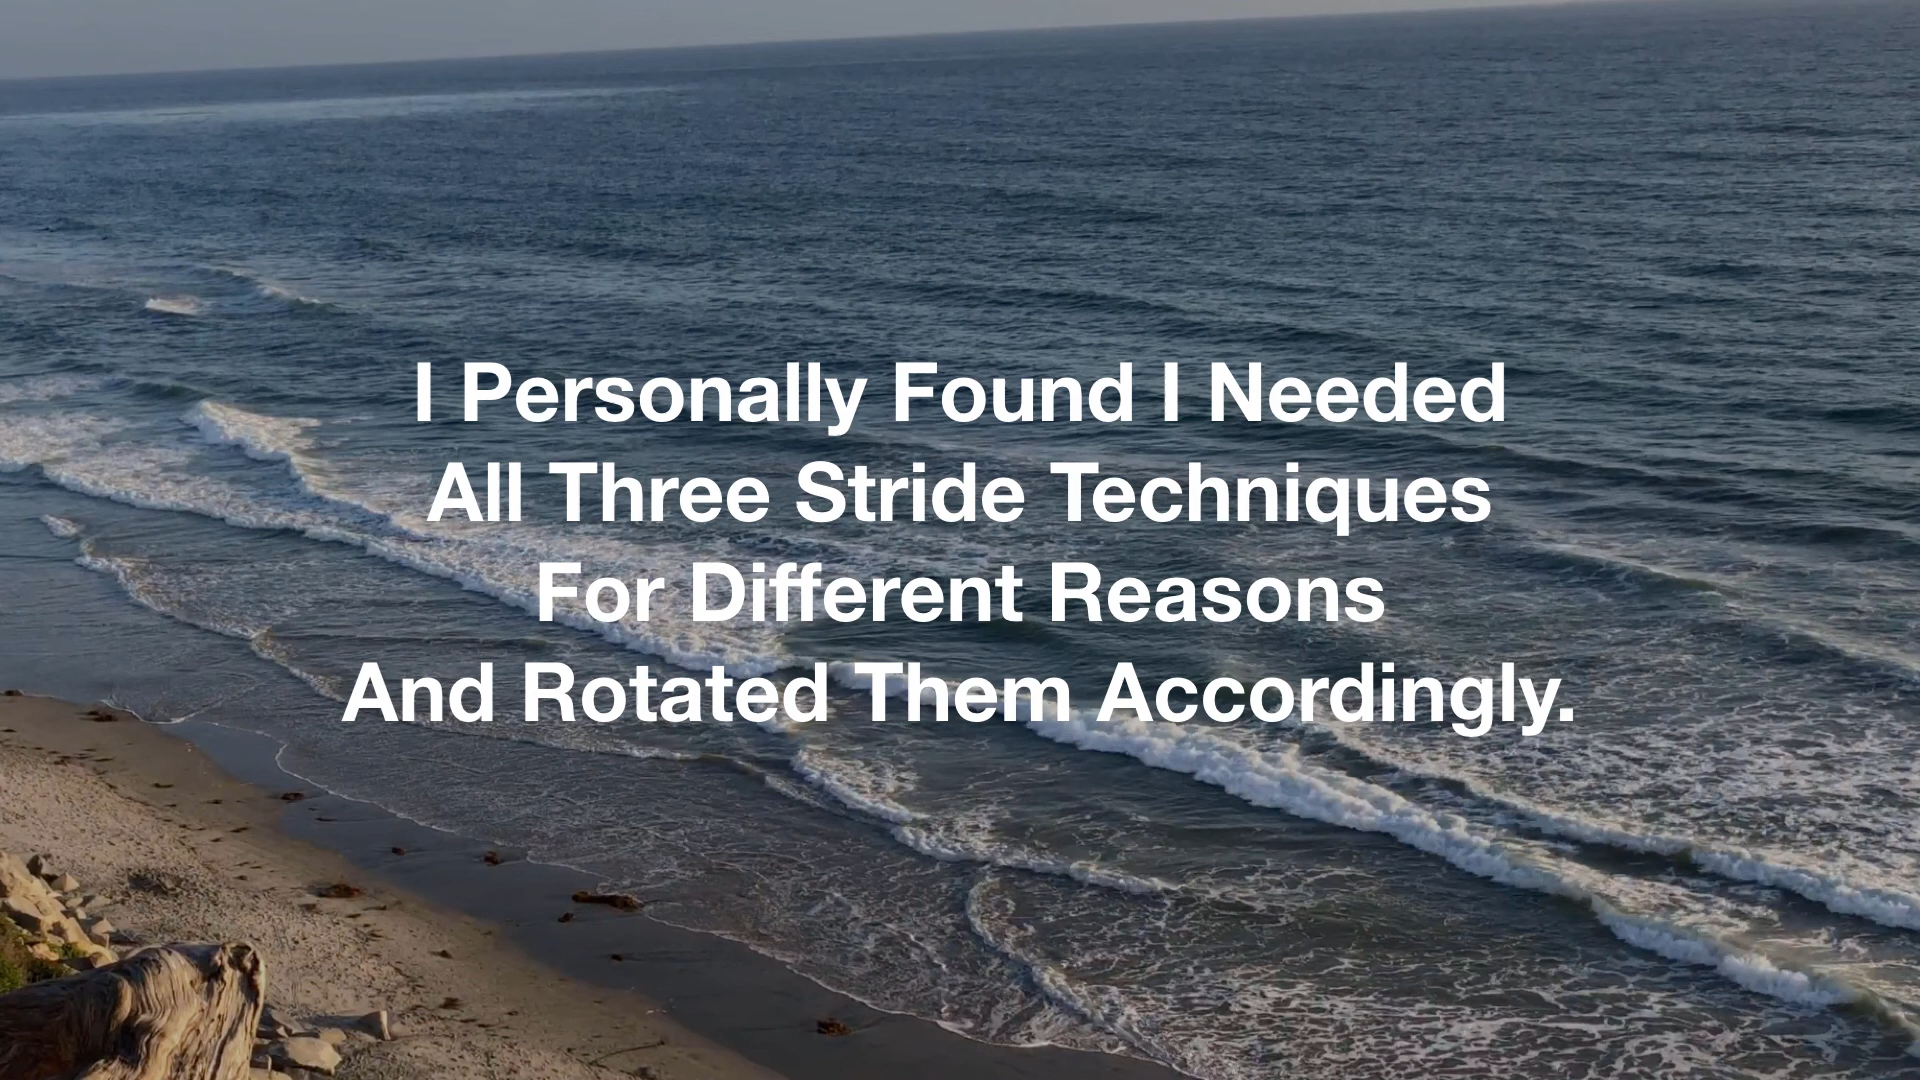 I Personally Found I Needed
All Three Stride Techniques
For Different Reasons
And Rotated Them Accordingly.